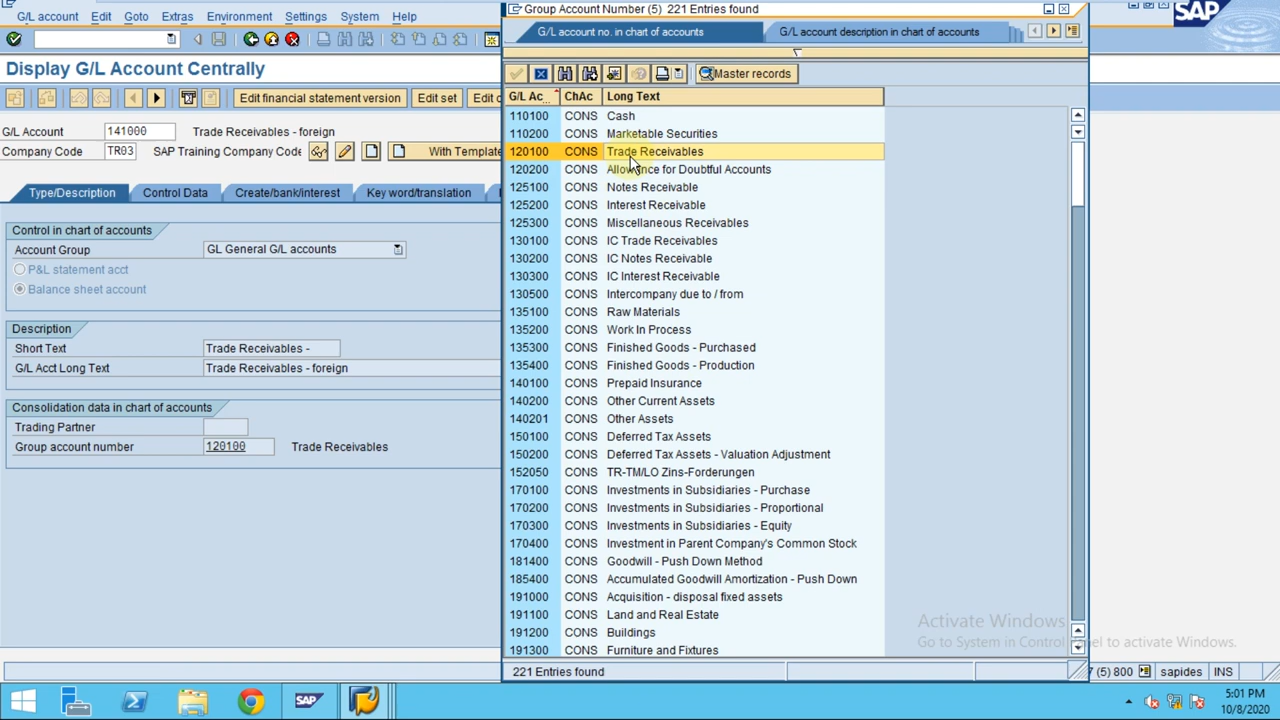 G/L account Edit Goto Extras Environment Settings System Help
SAP
Display G/L Account Centrally
Edit financial statement version Edit set
G/L Account 141000 Trade Receivables - foreign
Company Code TR03 SAP Training Company Code With Template
Type/Description Control Data Create/bank/interest Key word/translation
Control in chart of accounts
Account Group GL General G/L accounts
P&L statement acct
Balance sheet account
Description
Short Text Trade Receivables -
G/L Acct Long Text Trade Receivables - foreign
Consolidation data in chart of accounts
Trading Partner
Group account number 120100 Trade Receivables
Group Account Number (5) 221 Entries found
G/L account no. in chart of accounts G/L account description in chart of accounts
Master records
G/L Ac... ChAc Long Text
110100 CONS Cash
110200 CONS Marketable Securities
120100 CONS Trade Receivables
120200 CONS Allowance for Doubtful Accounts
125100 CONS Notes Receivable
125200 CONS Interest Receivable
125300 CONS Miscellaneous Receivables
130100 CONS IC Trade Receivables
130200 CONS IC Notes Receivable
130300 CONS IC Interest Receivable
130500 CONS Intercompany due to / from
135100 CONS Raw Materials
135200 CONS Work In Process
135300 CONS Finished Goods - Purchased
135400 CONS Finished Goods - Production
140100 CONS Prepaid Insurance
140200 CONS Other Current Assets
140201 CONS Other Assets
150100 CONS Deferred Tax Assets
150200 CONS Deferred Tax Assets - Valuation Adjustment
152050 CONS TR-TM/LO Zins-Forderungen
170100 CONS Investments in Subsidiaries - Purchase
170200 CONS Investments in Subsidiaries - Proportional
170300 CONS Investments in Subsidiaries - Equity
170400 CONS Investment in Parent Company's Common Stock
181400 CONS Goodwill - Push Down Method
185400 CONS Accumulated Goodwill Amortization - Push Down
191000 CONS Acquisition - disposal fixed assets
191100 CONS Land and Real Estate
191200 CONS Buildings
191300 CONS Furniture and Fixtures
221 Entries found
Activate Windows
Go to System in Control Panel to activate Windows.
(5) 800 sapides INS
SAP
5:01 PM
10/8/2020